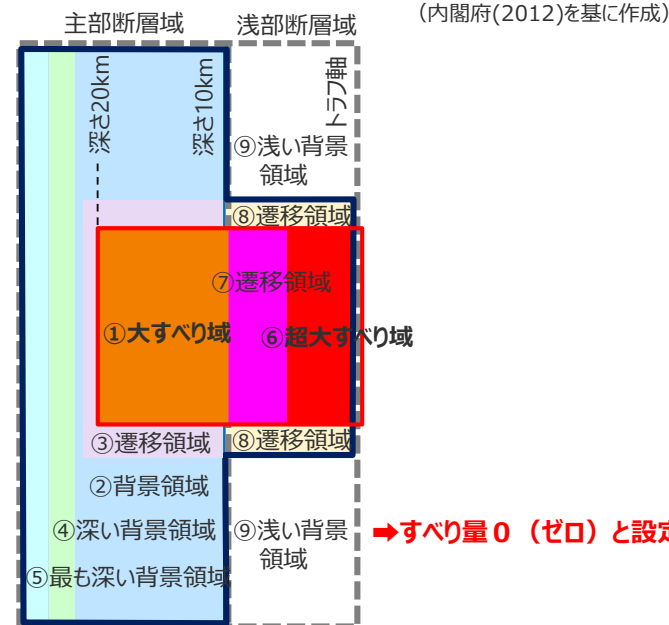 （内閣府(2012)を基に作成）
主部断層域
浅部断層域
深さ20km
深さ10km
トラフ軸
⑨浅い背景
領域
⑧遷移領域
⑦遷移領域
①大すべり域
⑥超大すべり域
③遷移領域
⑧遷移領域
②背景領域
④深い背景領域
⑨浅い背景
領域
➡すべり量０（ゼロ）と設定
⑤最も深い背景領域